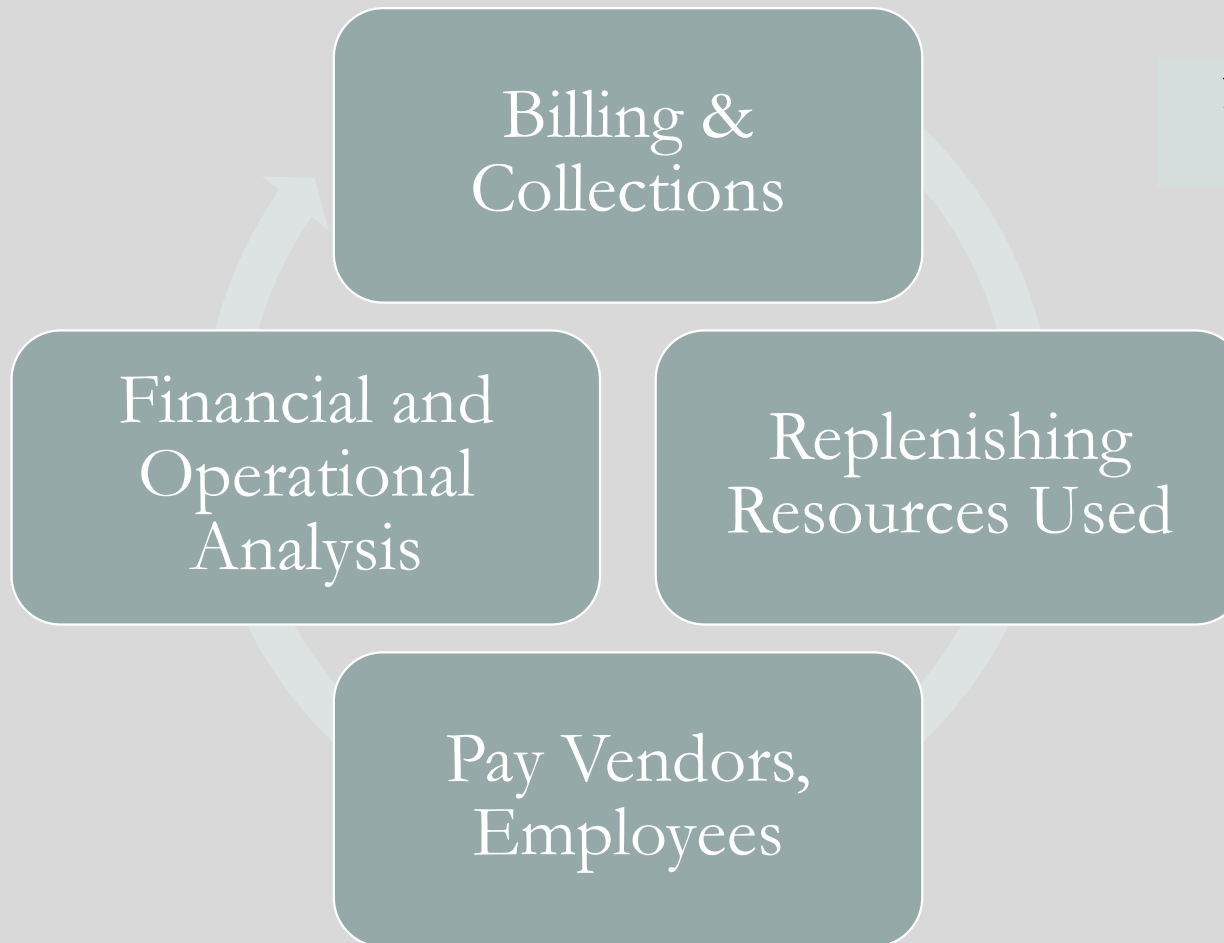 Billing &
Collections
Financial and
Operational
Analysis
Replenishing
Resources Used
Pay Vendors,
Employees